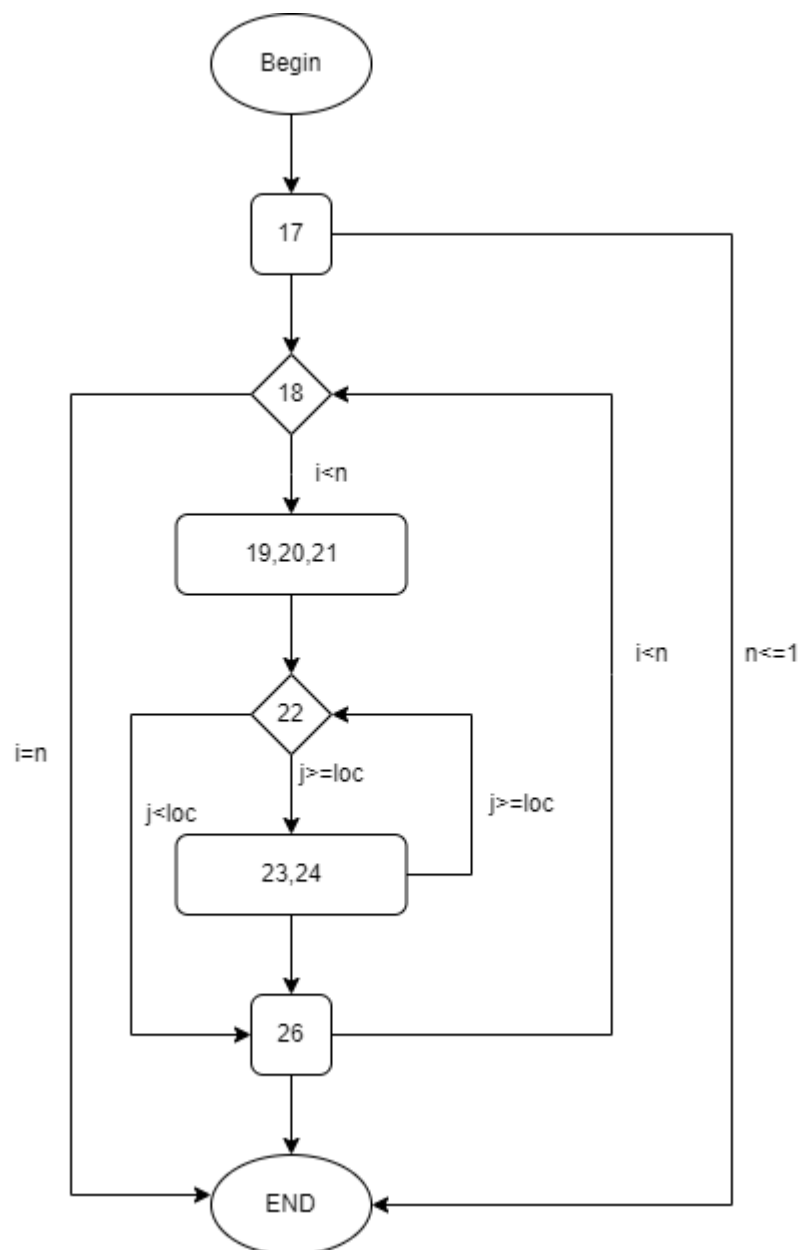 Begin
17
18
i<n
19,20,21
i<n
n<=1
22
i=n
j>=loc
j<loc
j>=loc
23,24
26
END